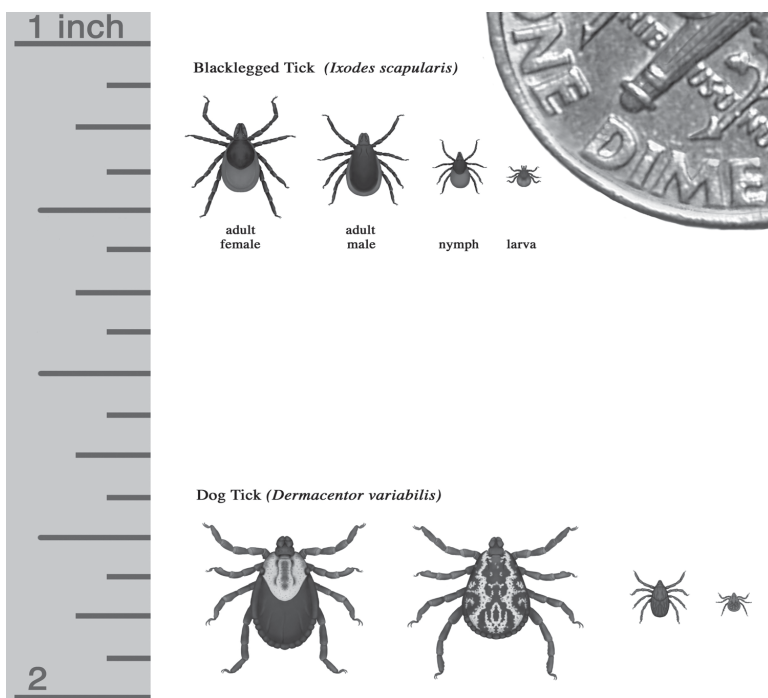 1 inch
Blacklegged Tick (Ixodes scapularis)
ONE DIME
adult female
adult male
nymph
larva
Dog Tick (Dermacentor variabilis)
2